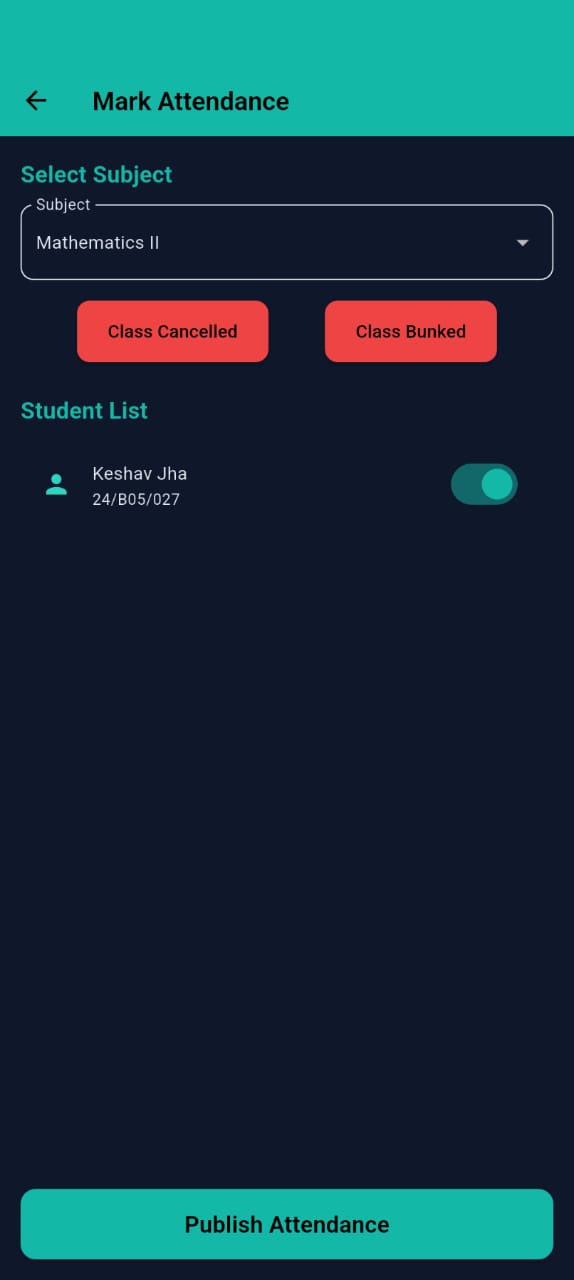 Mark Attendance
Select Subject
Subject
Mathematics II
Class Cancelled
Class Bunked
Student List
Keshav Jha
24/B05/027
Publish Attendance